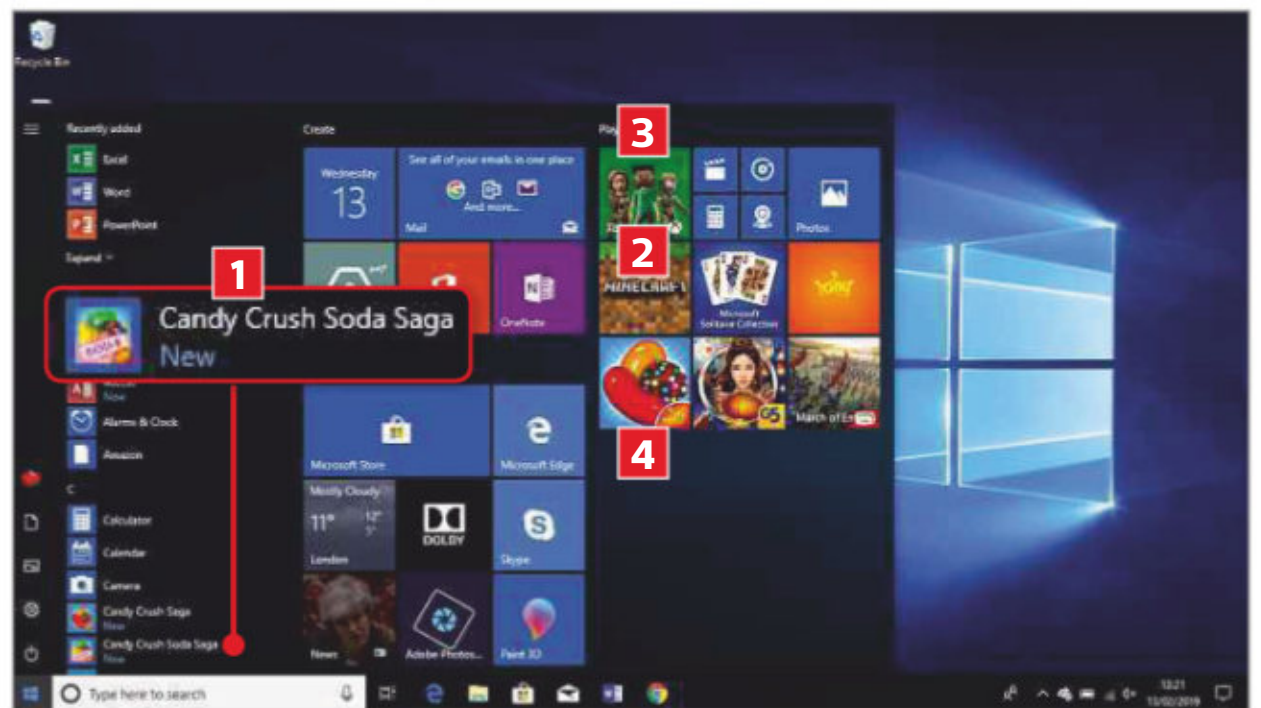 Recycle Bin
Recently added
Excel
Word
PowerPoint
Expand
1
Candy Crush Soda Saga
New
New
Alarms & Clock
Amazon
C
Calculator
Calendar
Camera
Candy Crush Saga
New
Candy Crush Soda Saga
New
Create
Wednesday
13
See all of your emails in one place
And more...
Mail
OneNote
Microsoft Store
Microsoft Edge
Mostly Cloudy
11° 12°
5°
London
DOLBY
Skype
News
Adobe Photos...
Paint 3D
3
Photos
2
MINECRAFT
Microsoft
Solitaire Collection
King
G5
March of
4
Type here to search
13:21
13/02/2019